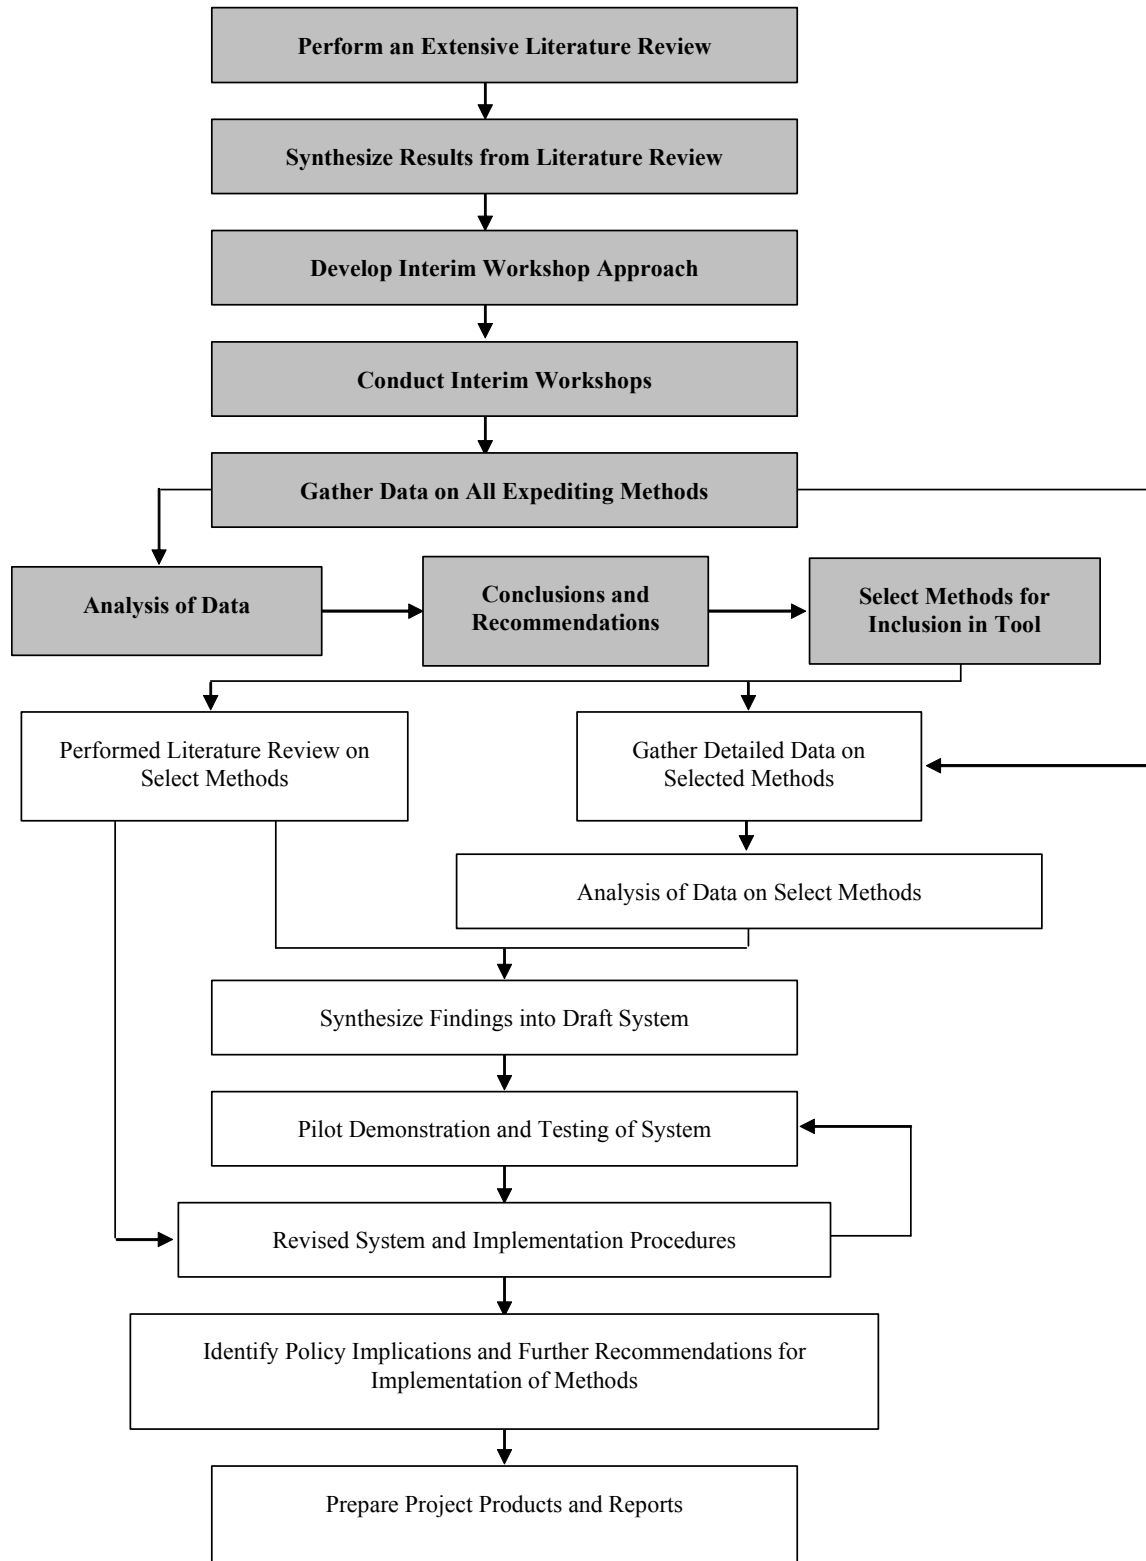 Perform an Extensive Literature Review
Synthesize Results from Literature Review
Develop Interim Workshop Approach
Conduct Interim Workshops
Gather Data on All Expediting Methods
Analysis of Data
Conclusions and
Recommendations
Select Methods for
Inclusion in Tool
Performed Literature Review on
Select Methods
Gather Detailed Data on
Selected Methods
Analysis of Data on Select Methods
Synthesize Findings into Draft System
Pilot Demonstration and Testing of System
Revised System and Implementation Procedures
Identify Policy Implications and Further Recommendations for
Implementation of Methods
Prepare Project Products and Reports